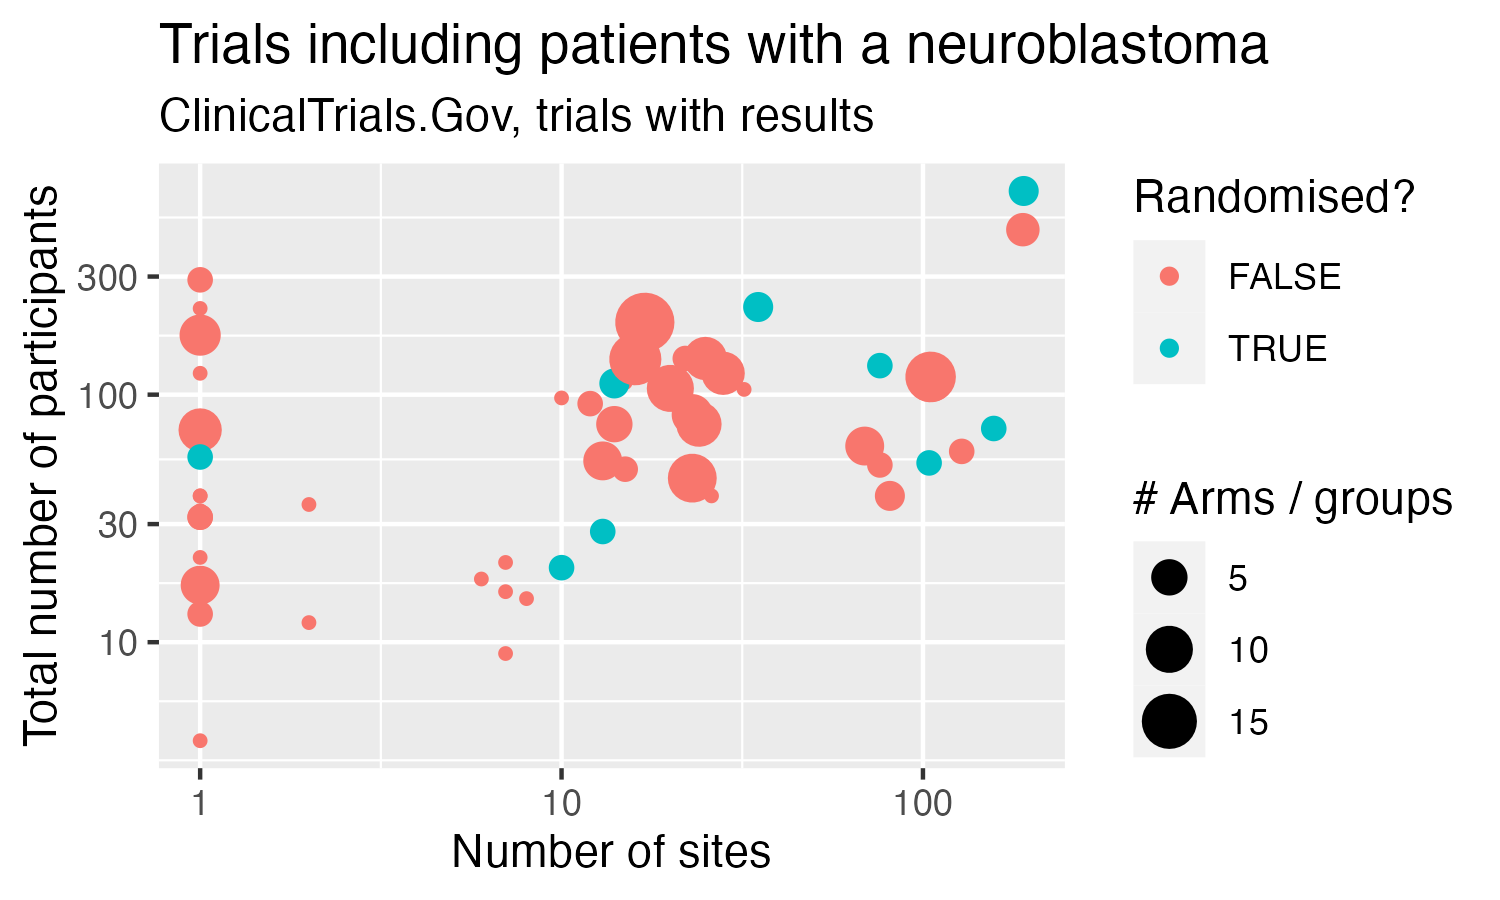 Trials including patients with a neuroblastoma
ClinicalTrials.Gov, trials with results
Total number of participants
300
100
30
10
1
10
100
Number of sites
Randomised?
FALSE
TRUE
# Arms / groups
5
10
15